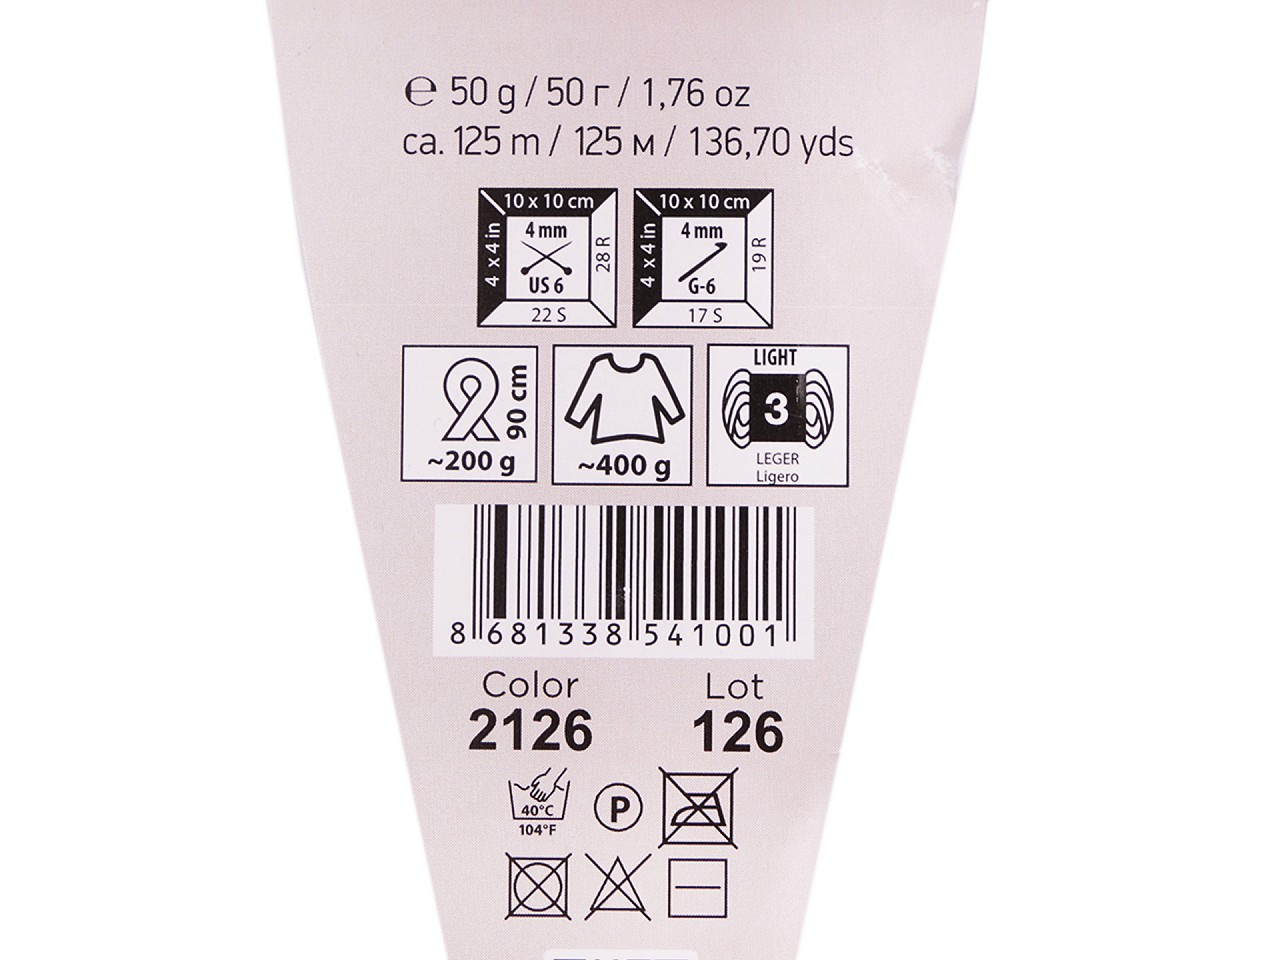 ℮ 50 g / 50 г / 1,76 oz
ca. 125 m / 125 м / 136,70 yds
10 x 10 cm
4 x 4 in
4 mm
US 6
28 R
22 S
10 x 10 cm
4 x 4 in
4 mm
G-6
19 R
17 S
90 cm
~200 g
~400 g
LIGHT
3
LEGER
Ligero
8 681338 541001
Color Lot
2126 126
40°C
104°F
P